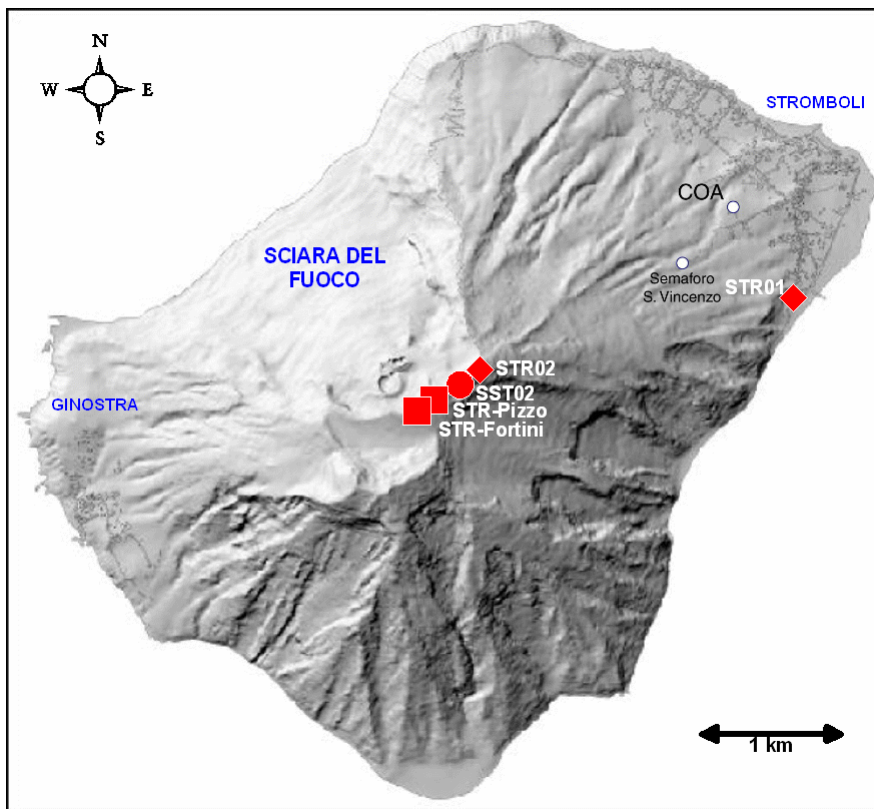 N
W E
S
STROMBOLI
COA
SCIARA DEL
FUOCO
Semaforo
S. Vincenzo
STR01
STR02
SST02
GINOSTRA
STR-Pizzo
STR-Fortini
1 km